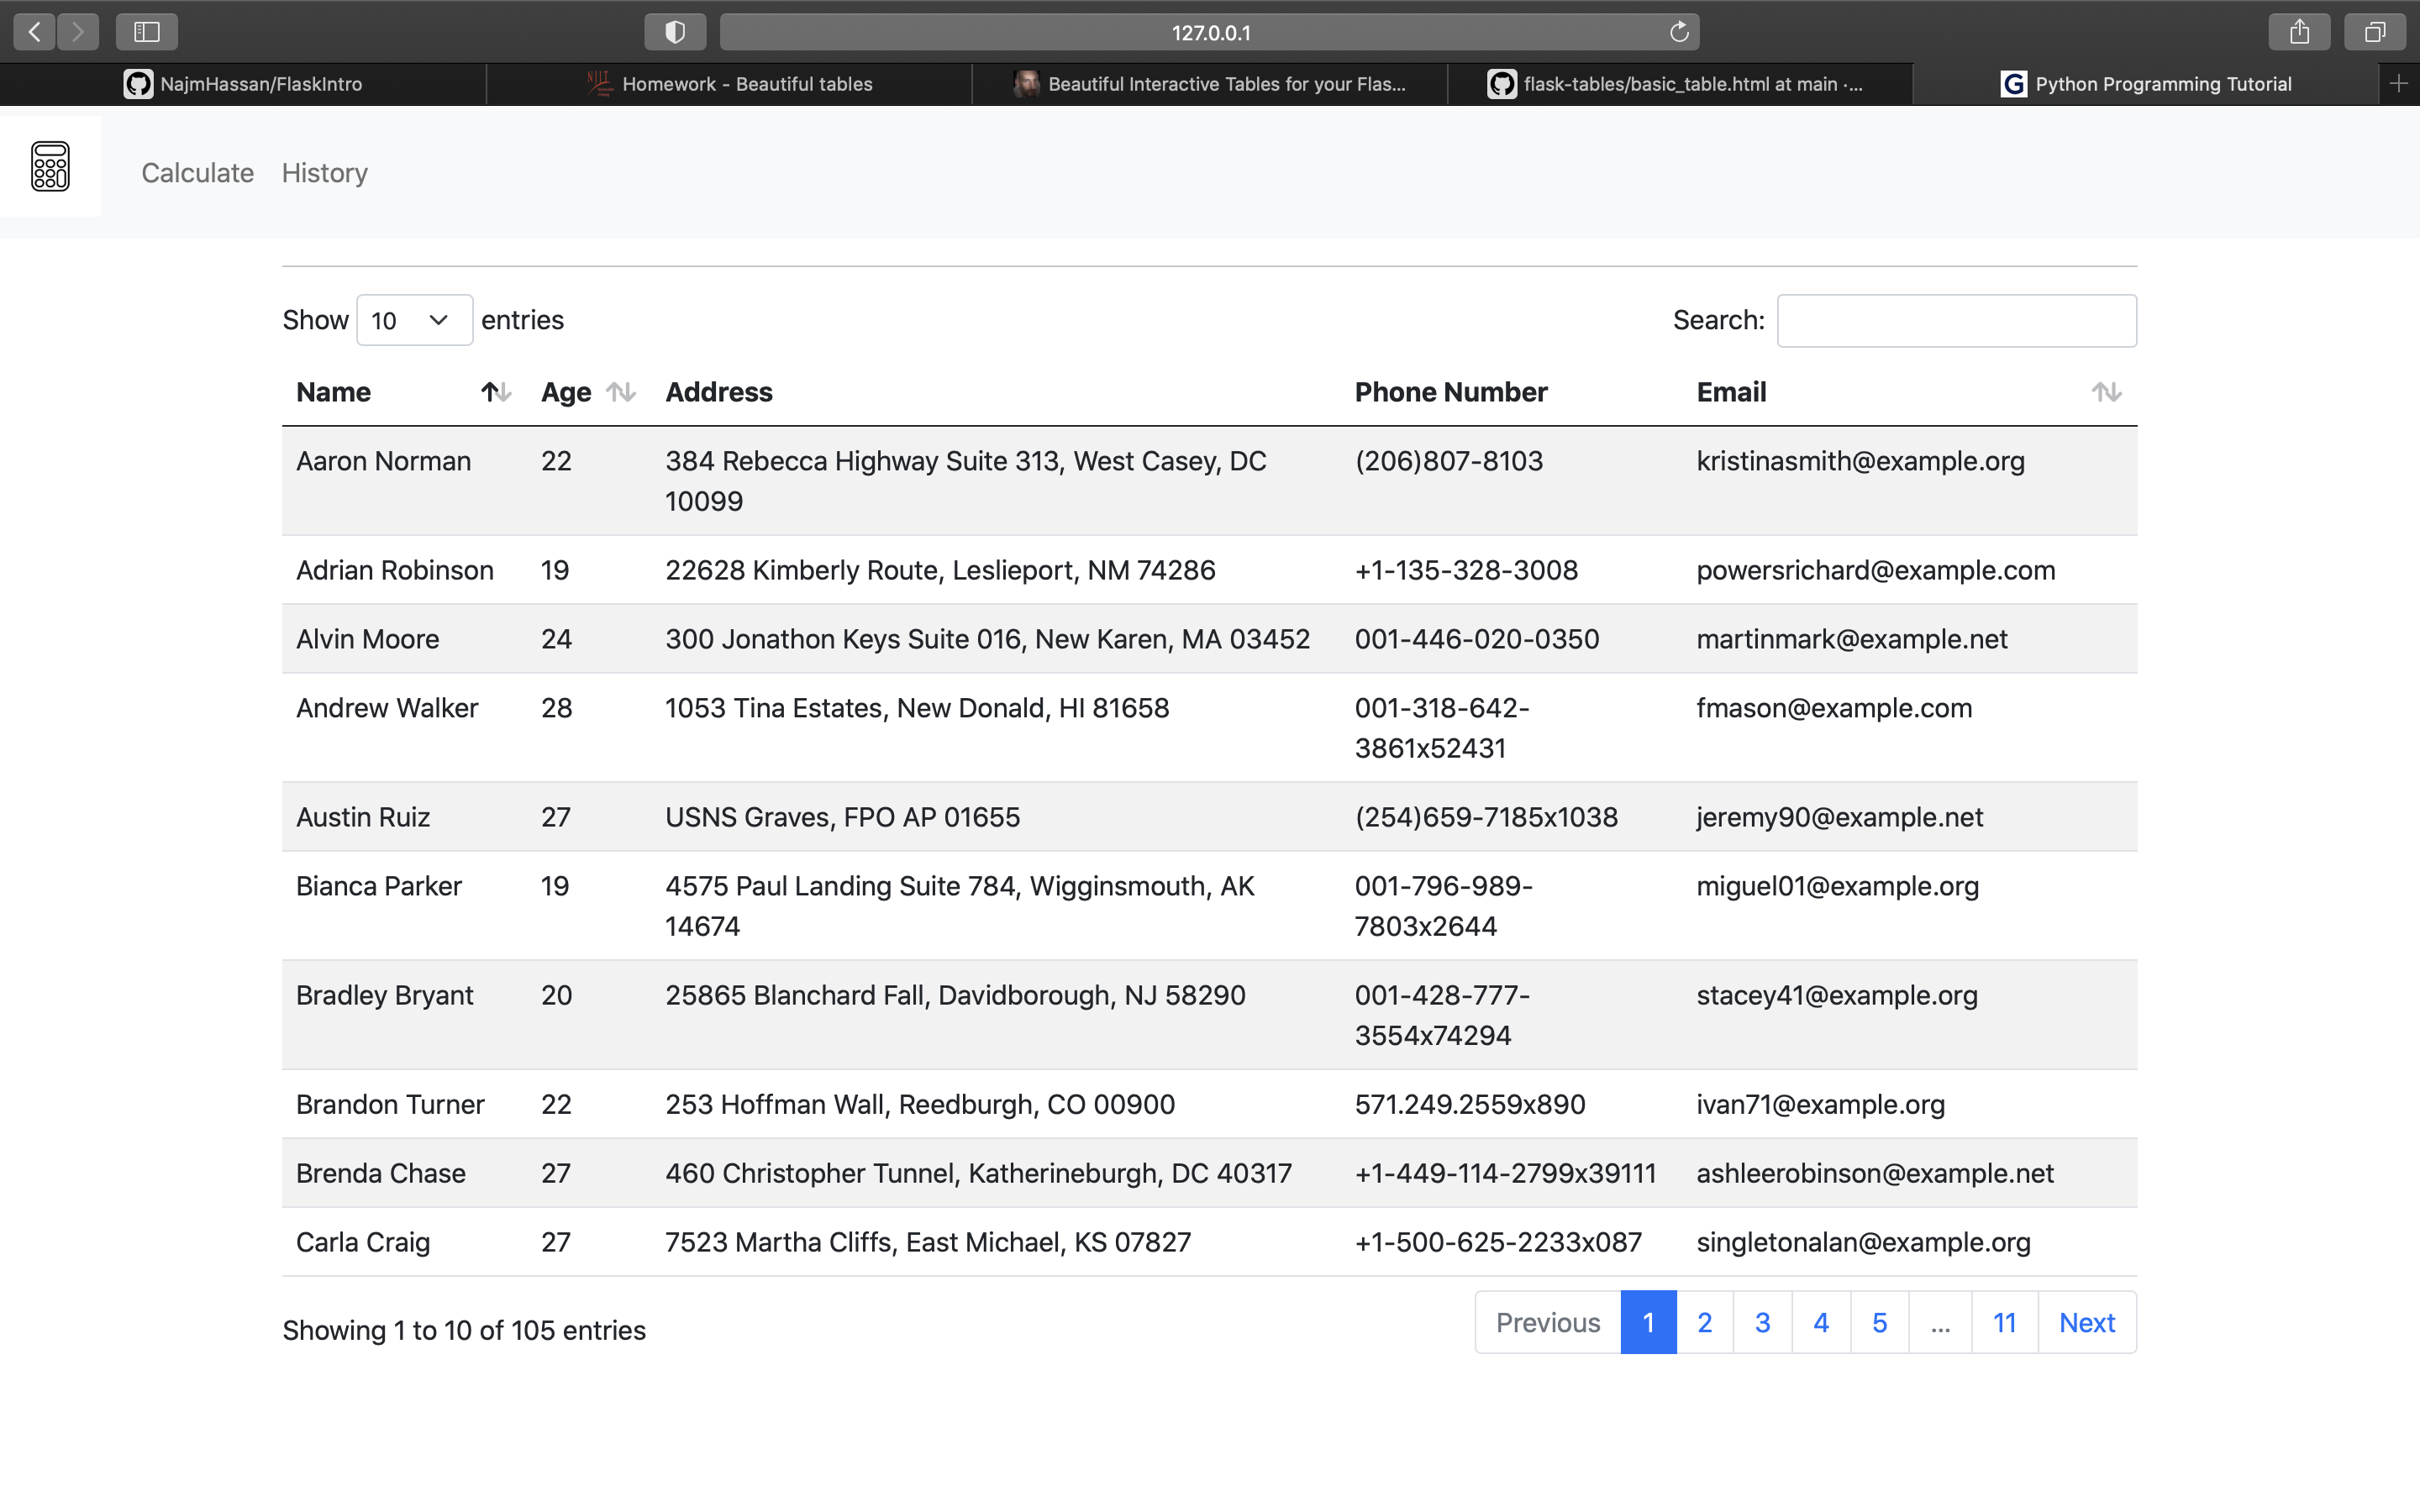 127.0.0.1
NajmHassan/FlaskIntro
NJIT
Homework - Beautiful tables
Beautiful Interactive Tables for your Flas...
flask-tables/basic_table.html at main ·...
G Python Programming Tutorial
Calculate History
Show 10 entries
Search:
Name Age Address Phone Number Email
Aaron Norman 22 384 Rebecca Highway Suite 313, West Casey, DC (206)807-8103 kristinasmith@example.org
10099
Adrian Robinson 19 22628 Kimberly Route, Leslieport, NM 74286 +1-135-328-3008 powersrichard@example.com
Alvin Moore 24 300 Jonathon Keys Suite 016, New Karen, MA 03452 001-446-020-0350 martinmark@example.net
Andrew Walker 28 1053 Tina Estates, New Donald, HI 81658 001-318-642- fmason@example.com
3861x52431
Austin Ruiz 27 USNS Graves, FPO AP 01655 (254)659-7185x1038 jeremy90@example.net
Bianca Parker 19 4575 Paul Landing Suite 784, Wigginsmouth, AK 001-796-989- miguel01@example.org
14674 7803x2644
Bradley Bryant 20 25865 Blanchard Fall, Davidborough, NJ 58290 001-428-777- stacey41@example.org
3554x74294
Brandon Turner 22 253 Hoffman Wall, Reedburgh, CO 00900 571.249.2559x890 ivan71@example.org
Brenda Chase 27 460 Christopher Tunnel, Katherineburgh, DC 40317 +1-449-114-2799x39111 ashleerobinson@example.net
Carla Craig 27 7523 Martha Cliffs, East Michael, KS 07827 +1-500-625-2233x087 singletonalan@example.org
Showing 1 to 10 of 105 entries
Previous 1 2 3 4 5 ... 11 Next